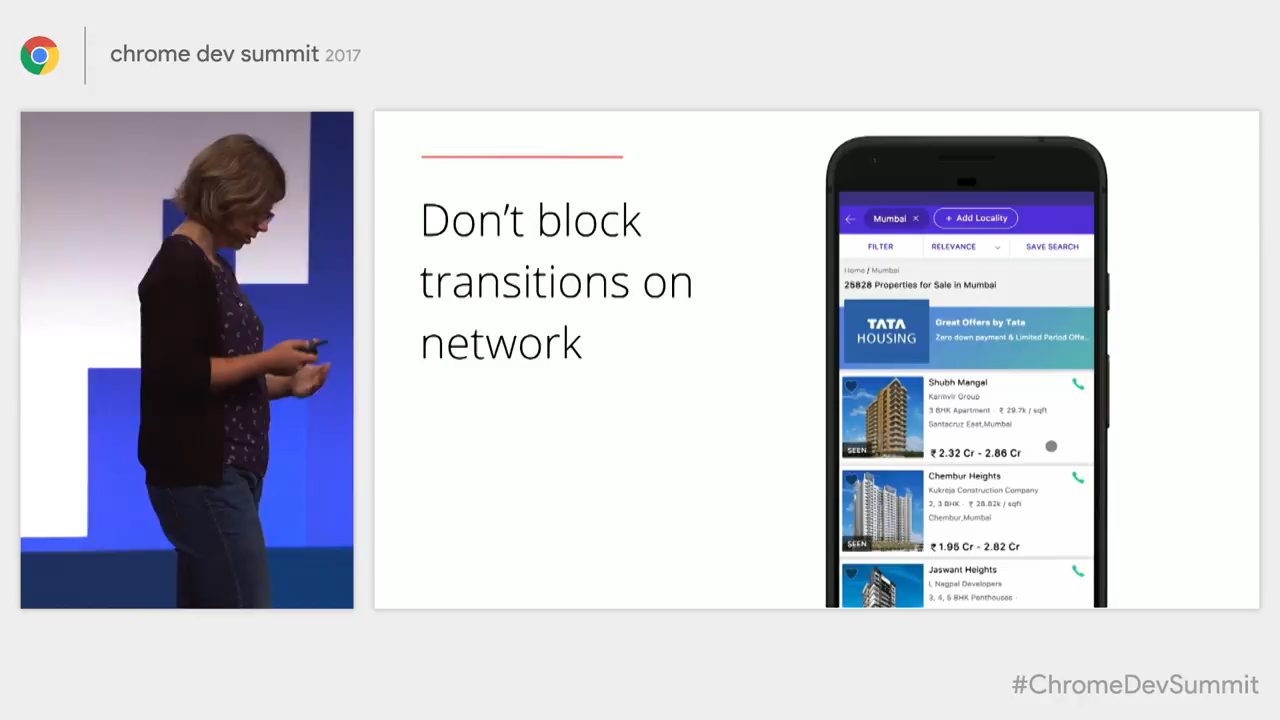 chrome dev summit 2017
Don't block
transitions on
network
Mumbai ×
+ Add Locality
FILTER
RELEVANCE
SAVE SEARCH
Home / Mumbai
25828 Properties for Sale in Mumbai
TATA
HOUSING
Great Offers by Tata
Zero down payment & Limited Period Offe...
Shubh Mangal
Karmvir Group
3 BHK Apartment · ₹ 29.7k / sqft
Santacruz East,Mumbai
SEEN
₹ 2.32 Cr - 2.86 Cr
Chembur Heights
Kukreja Construction Company
2, 3 BHK · ₹ 28.82k / sqft
Chembur,Mumbai
SEEN
₹ 1.95 Cr - 2.82 Cr
Jaswant Heights
L Nagpal Developers
3, 4, 5 BHK Penthouses ·
#ChromeDevSummit